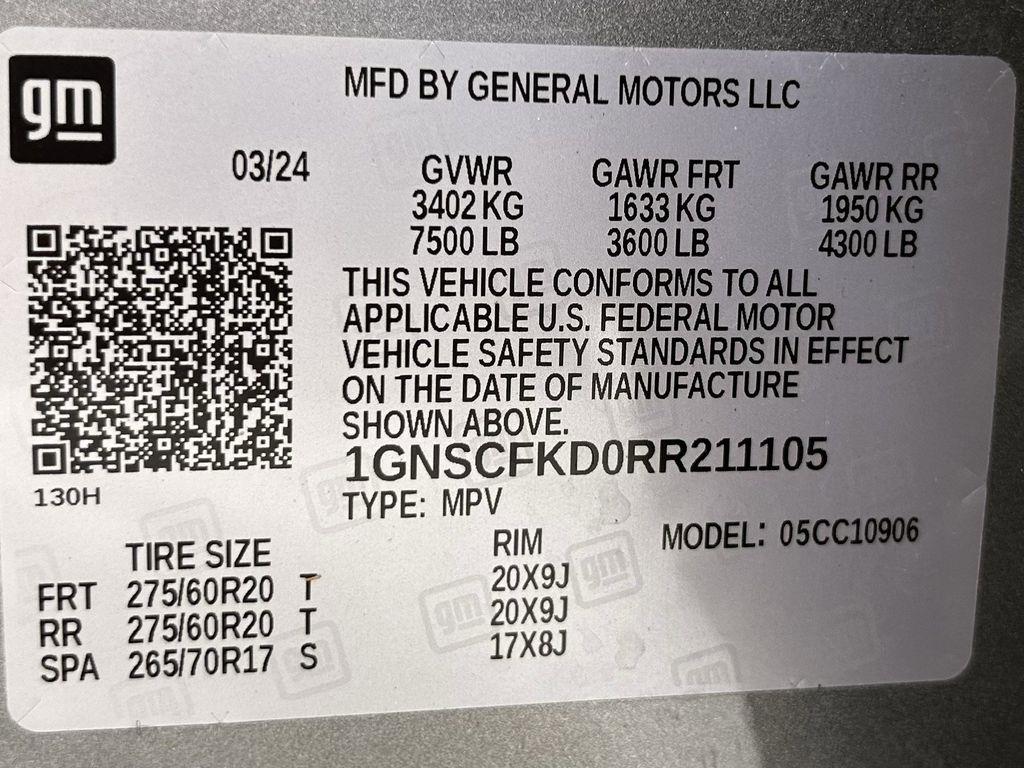 gm
MFD BY GENERAL MOTORS LLC
03/24
GVWR GAWR FRT GAWR RR
3402 KG 1633 KG 1950 KG
7500 LB 3600 LB 4300 LB
THIS VEHICLE CONFORMS TO ALL
APPLICABLE U.S. FEDERAL MOTOR
VEHICLE SAFETY STANDARDS IN EFFECT
ON THE DATE OF MANUFACTURE
SHOWN ABOVE.
1GNSCFKD0RR211105
130H
TYPE: MPV
MODEL: 05CC10906
TIRE SIZE RIM
FRT 275/60R20 T 20X9J
RR 275/60R20 T 20X9J
SPA 265/70R17 S 17X8J
gm
gm
gm